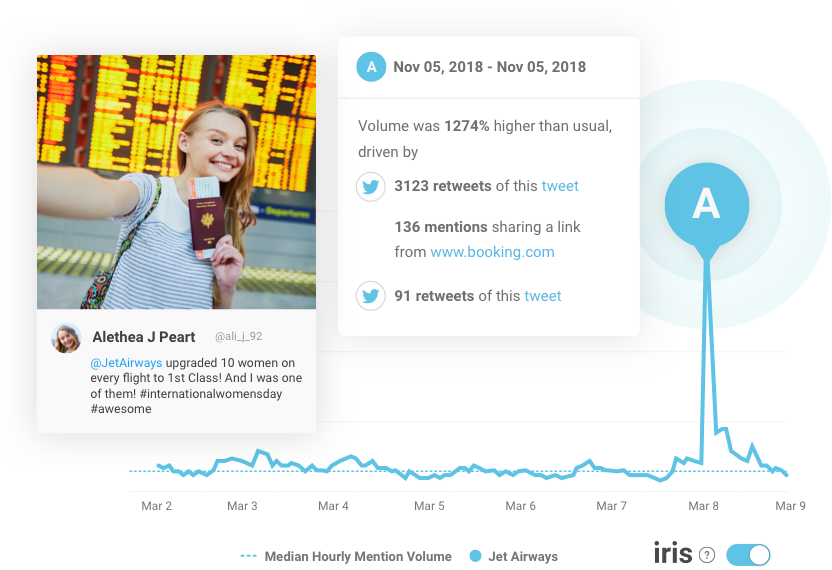 A Nov 05, 2018 - Nov 05, 2018
Volume was 1274% higher than usual,
driven by
3123 retweets of this tweet
136 mentions sharing a link
from www.booking.com
91 retweets of this tweet
A
Departures
Alethea J Peart @ali_j_92
@JetAirways upgraded 10 women on
every flight to 1st Class! And I was one
of them! #internationalwomensday
#awesome
Mar 2 Mar 3 Mar 4 Mar 5 Mar 6 Mar 7 Mar 8 Mar 9
Median Hourly Mention Volume Jet Airways
iris ?